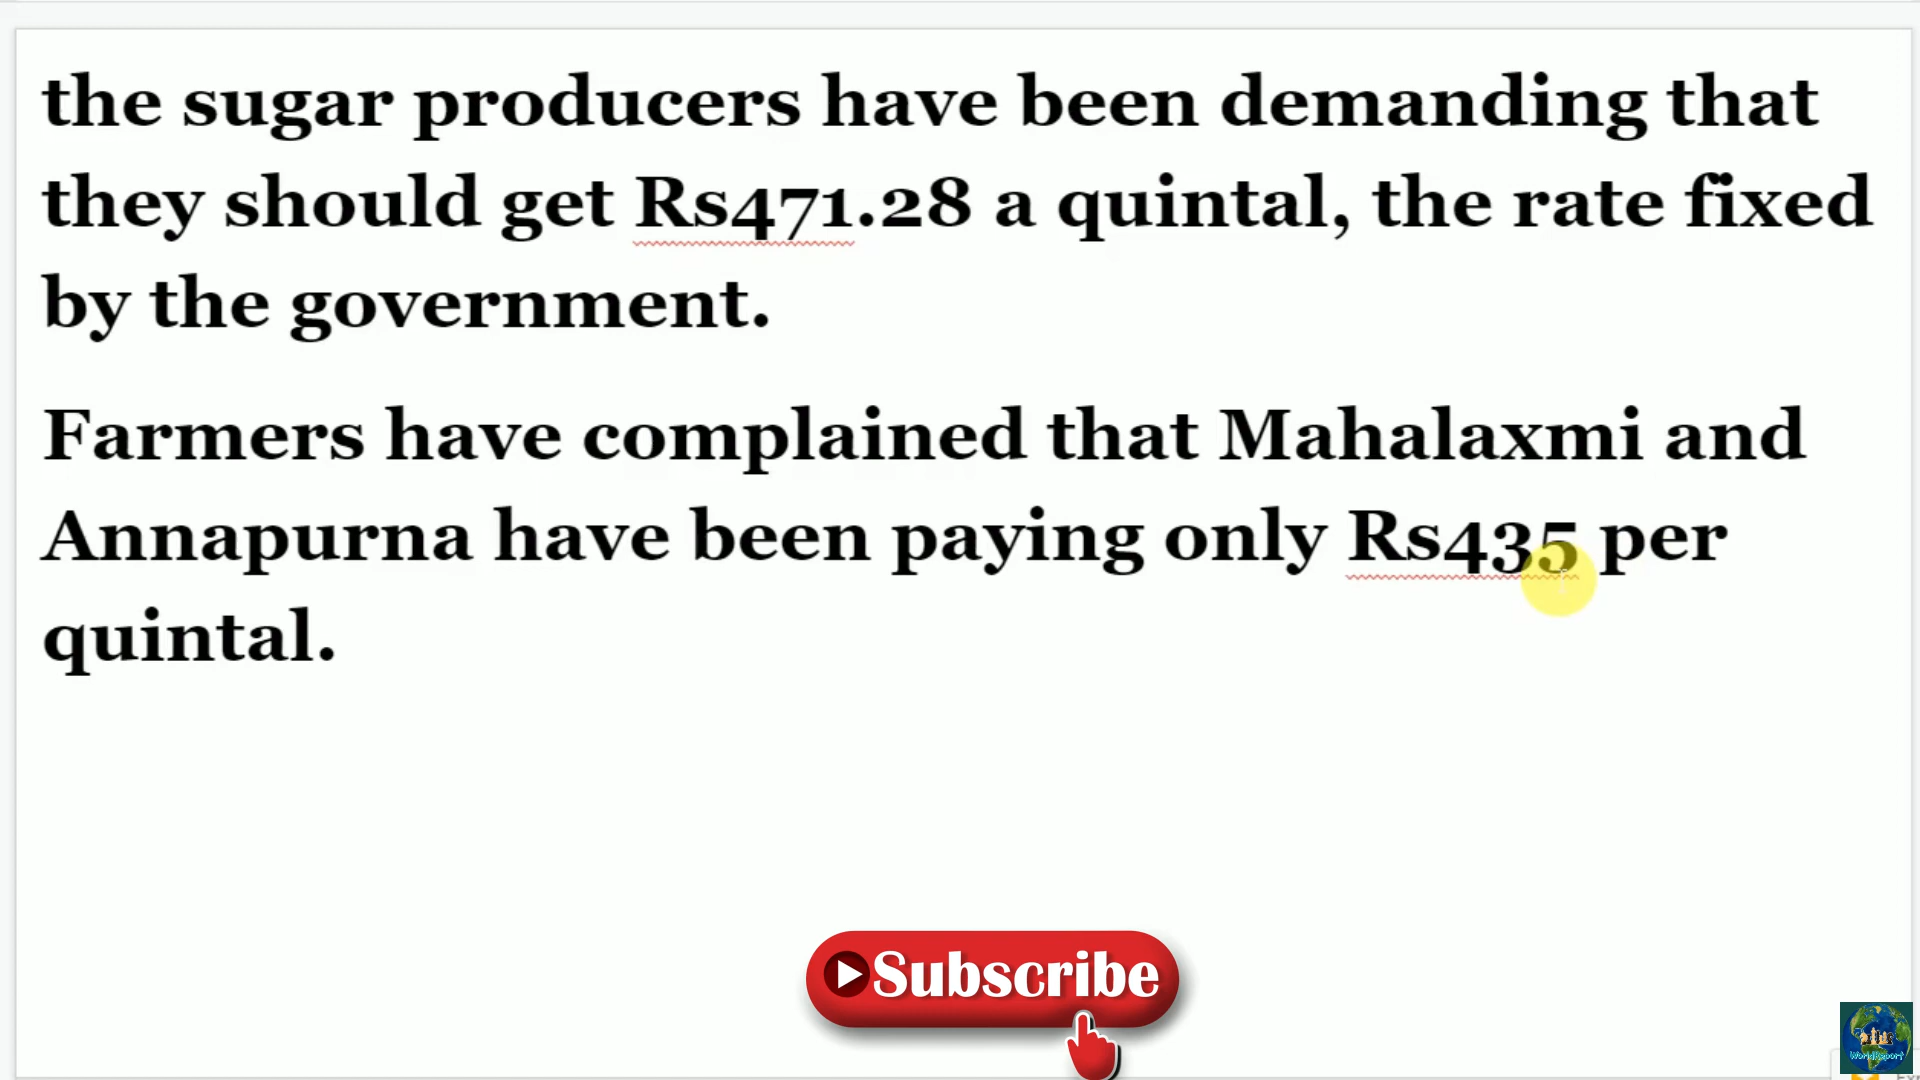 the sugar producers have been demanding that
they should get Rs471.28 a quintal, the rate fixed
by the government.
Farmers have complained that Mahalaxmi and
Annapurna have been paying only Rs435 per
quintal.
Subscribe
WorldReport